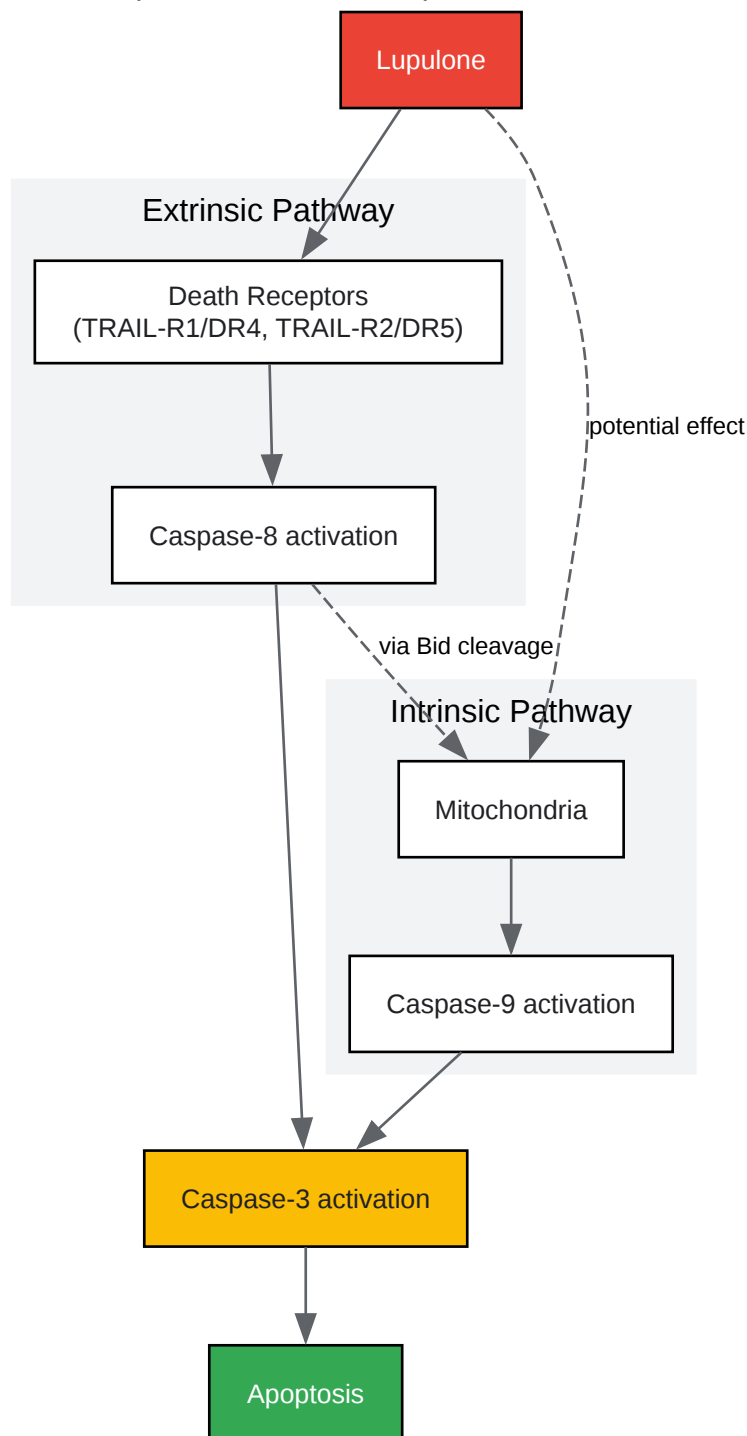 Lupulone
Extrinsic Pathway
Death Receptors
(TRAIL-R1/DR4, TRAIL-R2/DR5)
potential effect
Caspase-8 activation
via Bid cleavage
Intrinsic Pathway
Mitochondria
Caspase-9 activation
Caspase-3 activation
Apoptosis